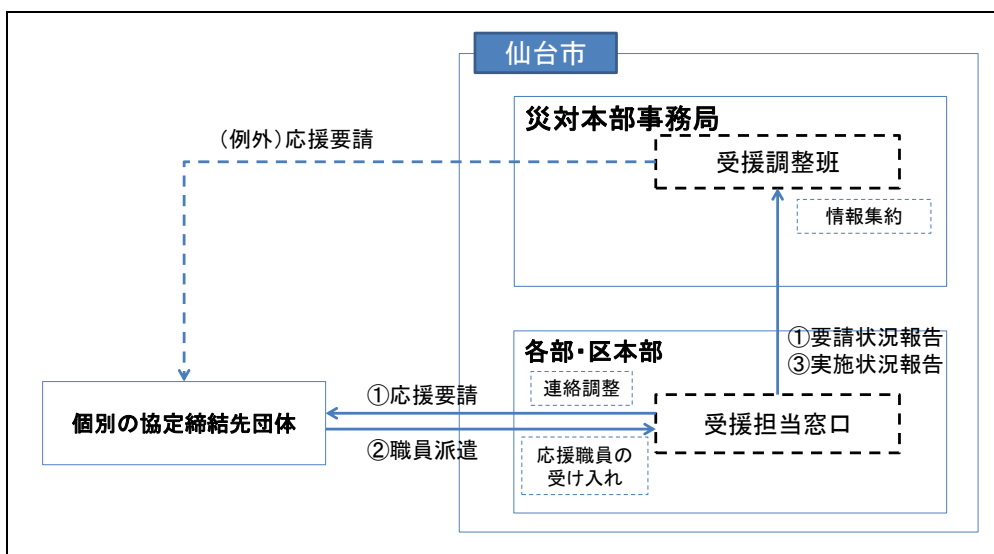 仙台市
災対本部事務局
(例外)応援要請
受援調整班
情報集約
①要請状況報告
③実施状況報告
各部・区本部
連絡調整
①応援要請
個別の協定締結先団体
受援担当窓口
②職員派遣
応援職員の
受け入れ